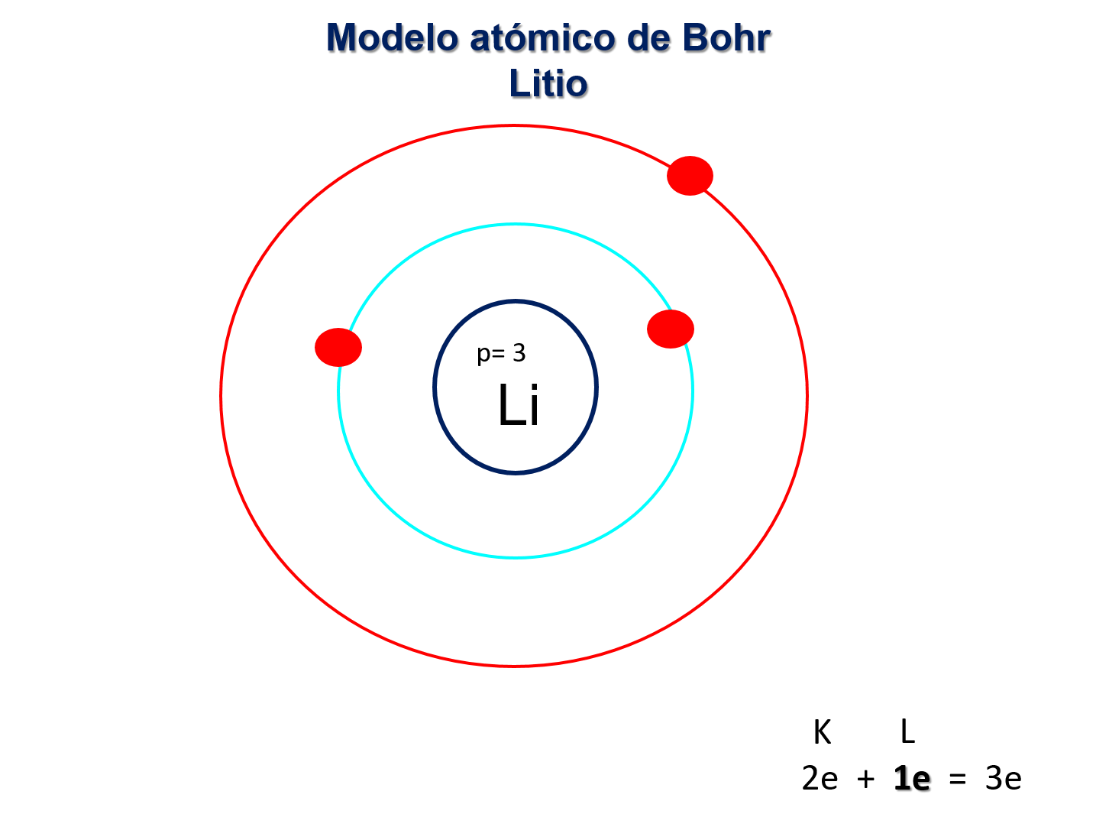 Modelo atómico de Bohr
Litio
p= 3
Li
K L
2e + 1e = 3e